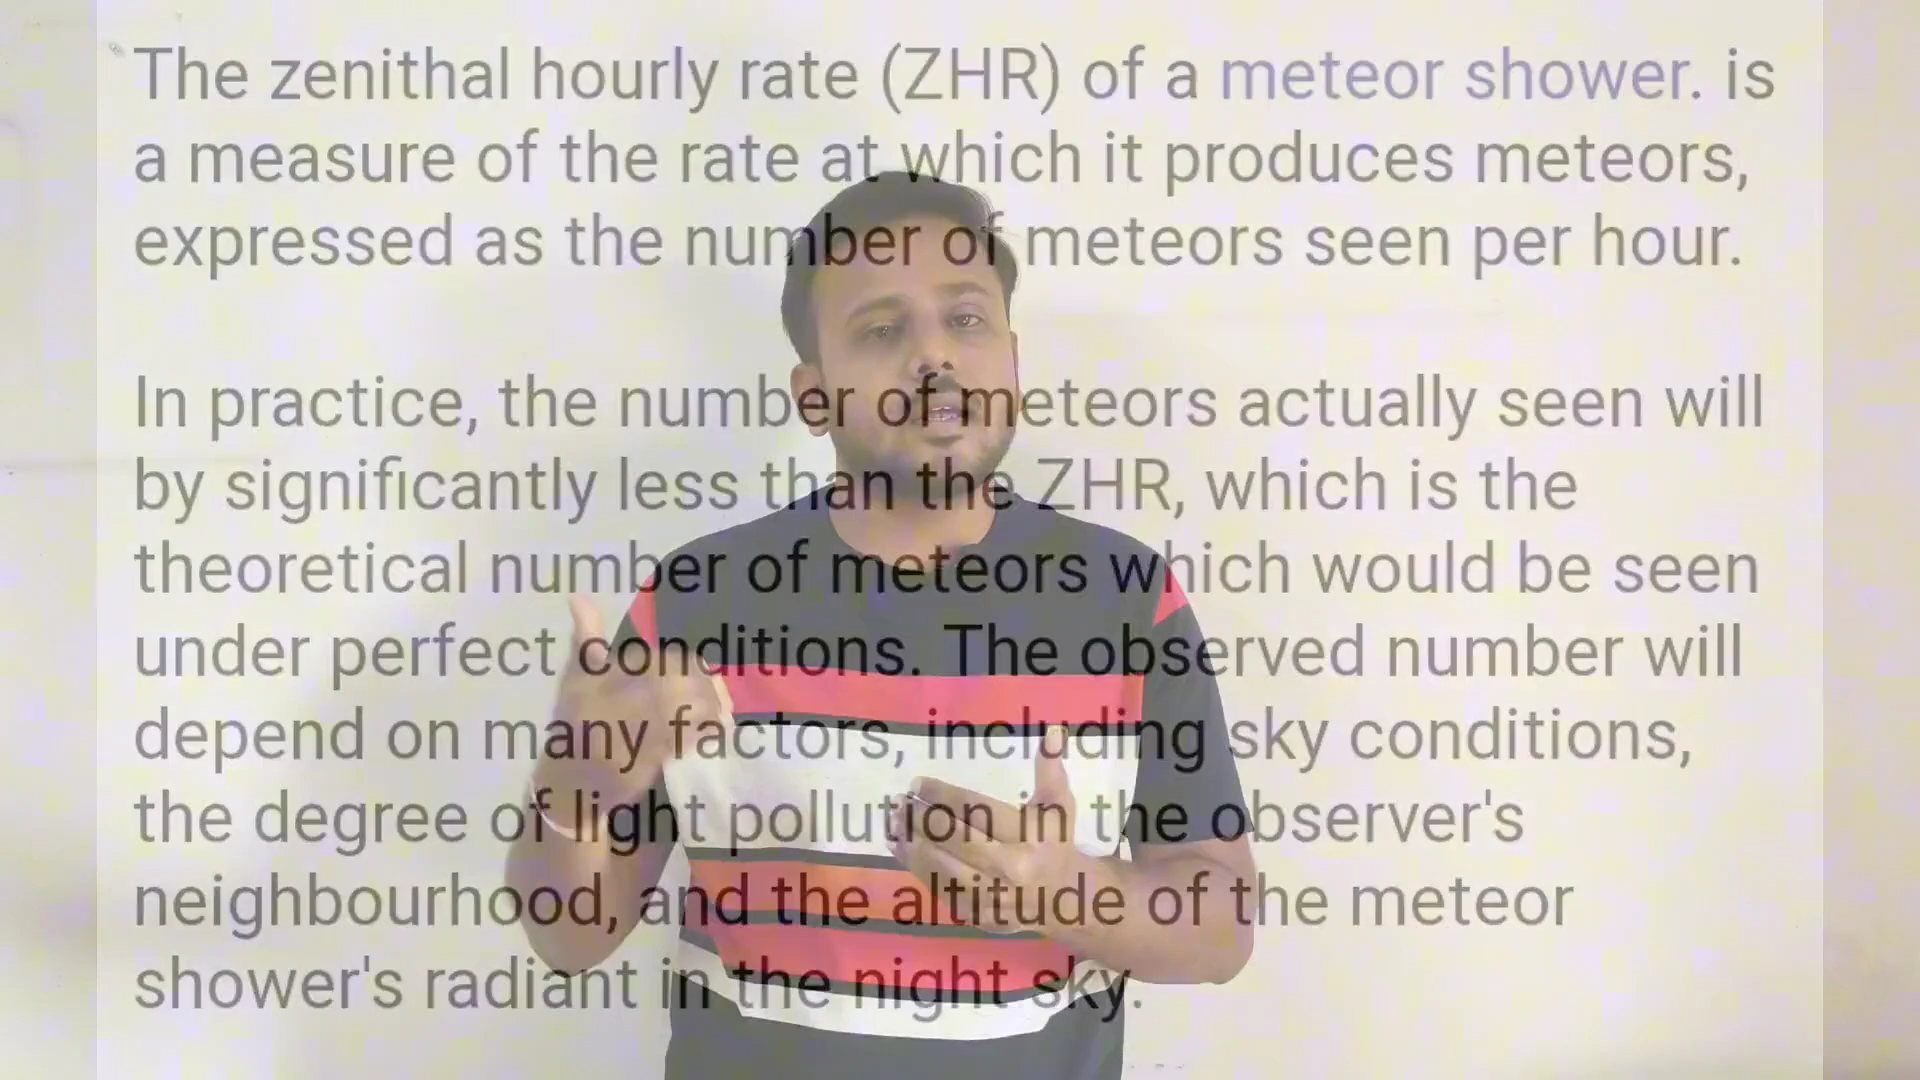 The zenithal hourly rate (ZHR) of a meteor shower. is
a measure of the rate at which it produces meteors,
expressed as the number of meteors seen per hour.
In practice, the number of meteors actually seen will
by significantly less than the ZHR, which is the
theoretical number of meteors which would be seen
under perfect conditions. The observed number will
depend on many factors, including sky conditions,
the degree of light pollution in the observer's
neighbourhood, and the altitude of the meteor
shower's radiant in the night sky.